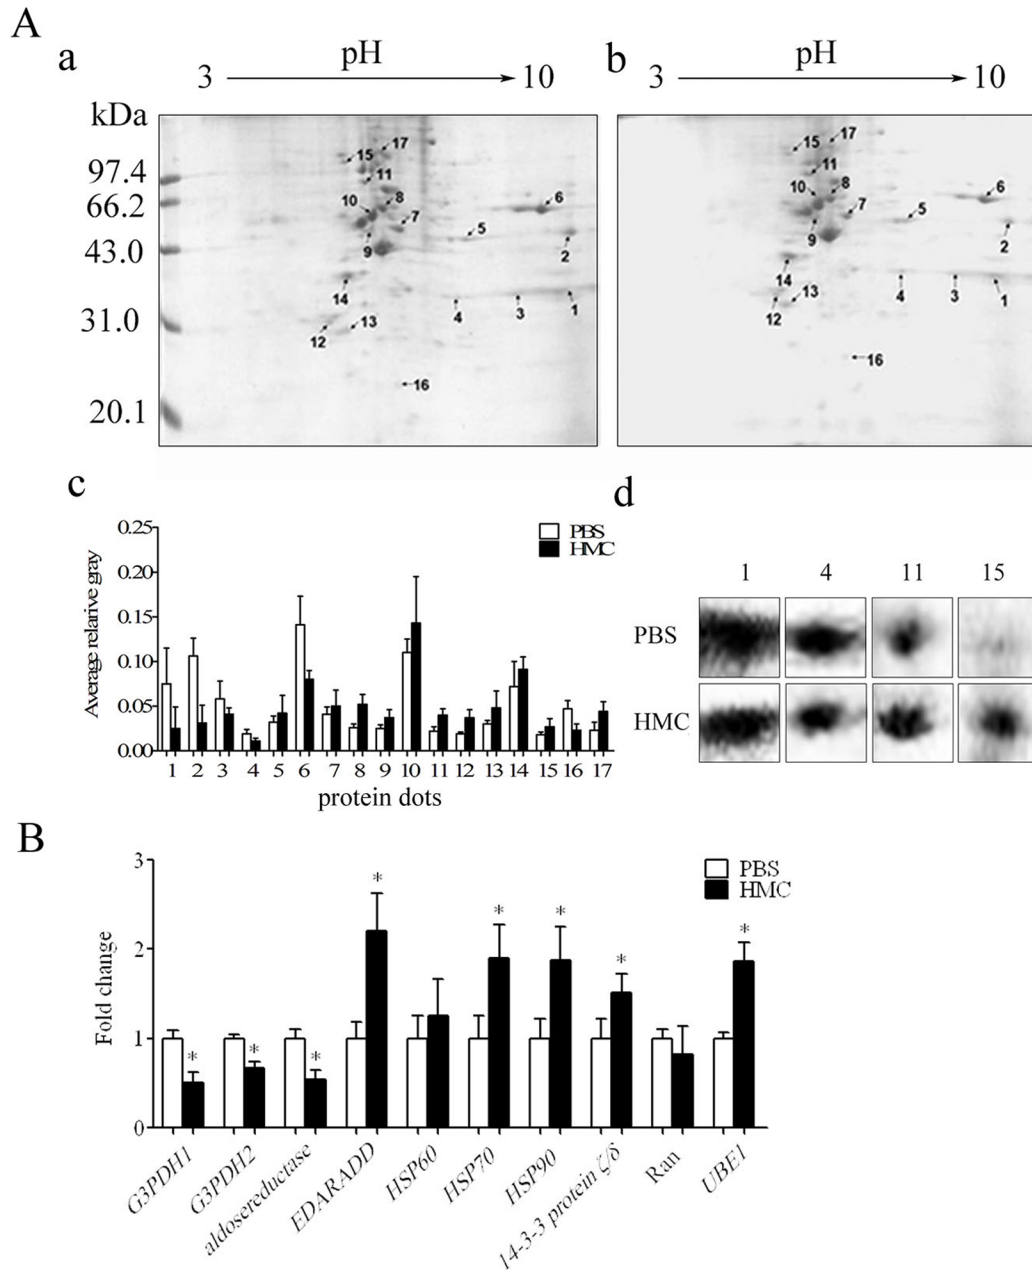 A
a
pH
3 10
kDa
97.4
66.2
43.0
31.0
20.1
15 17
11
10 8
7
6
5
9
2
14
13
12
4 3 1
16
b
pH
3 10
15 17
11
10 8
7
6
5
9
2
14
13
12
4 3 1
16
c
Average relarive gray
0.25
0.20
0.15
0.10
0.05
0.00
PBS
HMC
1 2 3 4 5 6 7 8 9 10 11 12 13 14 15 16 17
protein dots
d
1 4 11 15
PBS
HMC
B
Fold change
3
2
1
0
PBS
HMC
* * * * * * * *
G3PDH1
G3PDH2
aldosereductase
EDARADD
HSP60
HSP70
HSP90
14-3-3 protein ζ/δ
Ran
UBE1